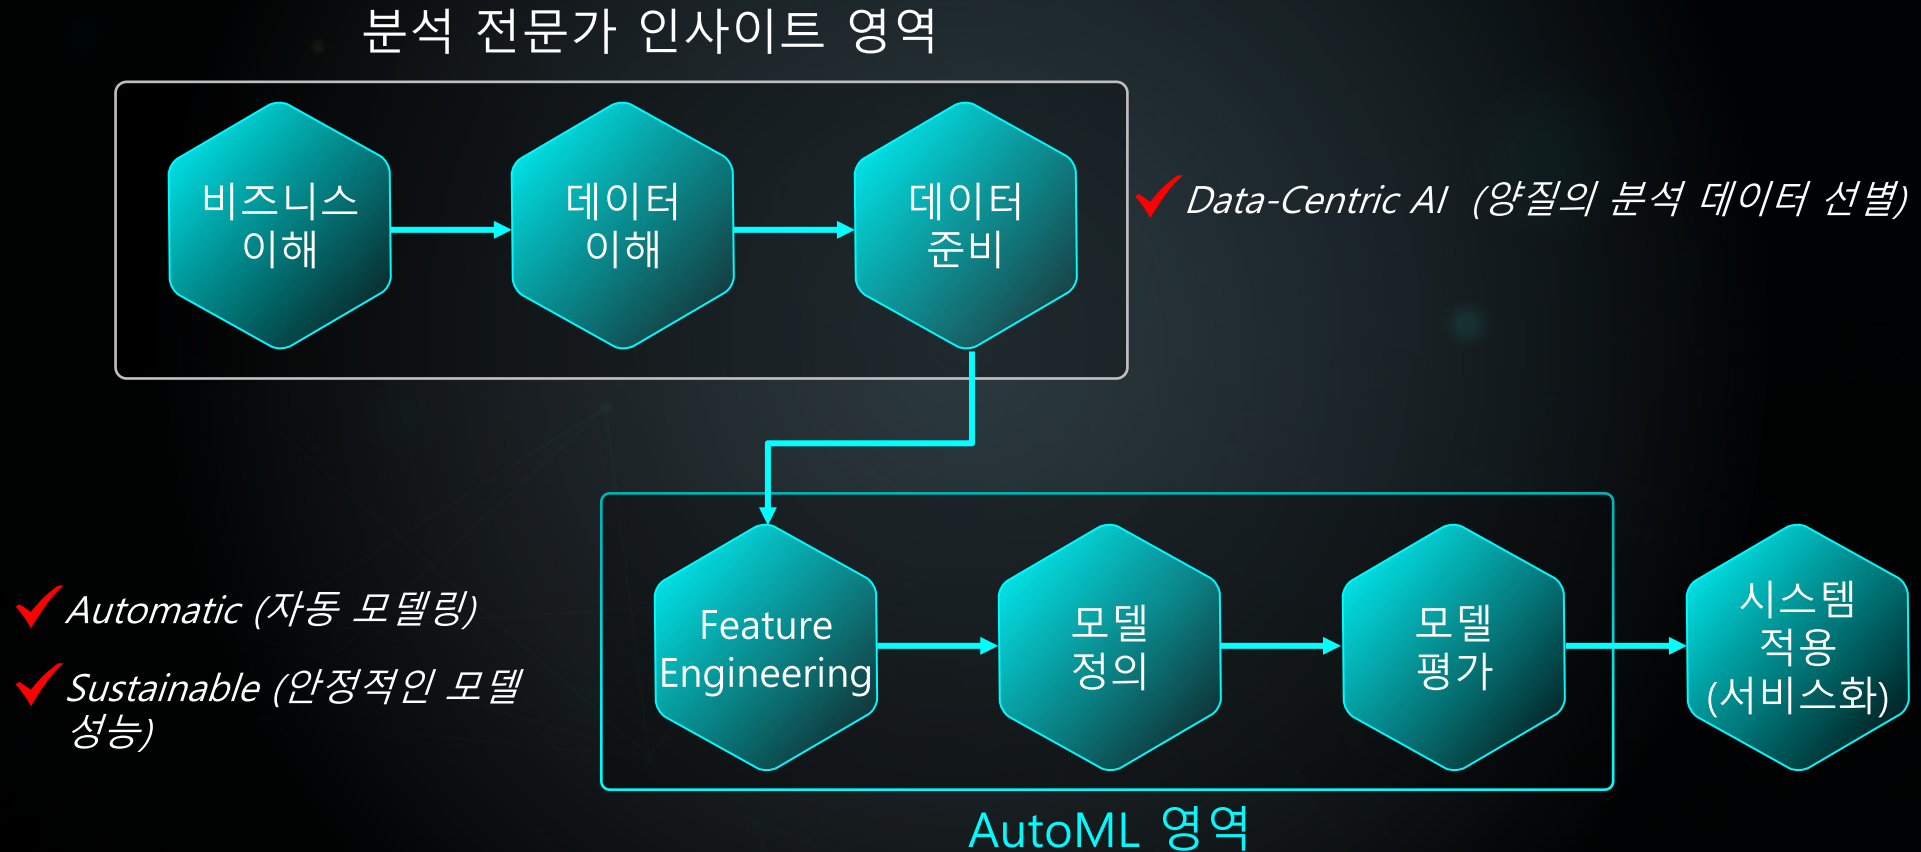 분석 전문가 인사이트 영역
비즈니스
이해
데이터
이해
데이터
준비
Data-Centric AI (양질의 분석 데이터 선별)
Automatic (자동 모델링)
Sustainable (안정적인 모델
성능)
Feature
Engineering
모델
정의
모델
평가
시스템
적용
(서비스화)
AutoML 영역